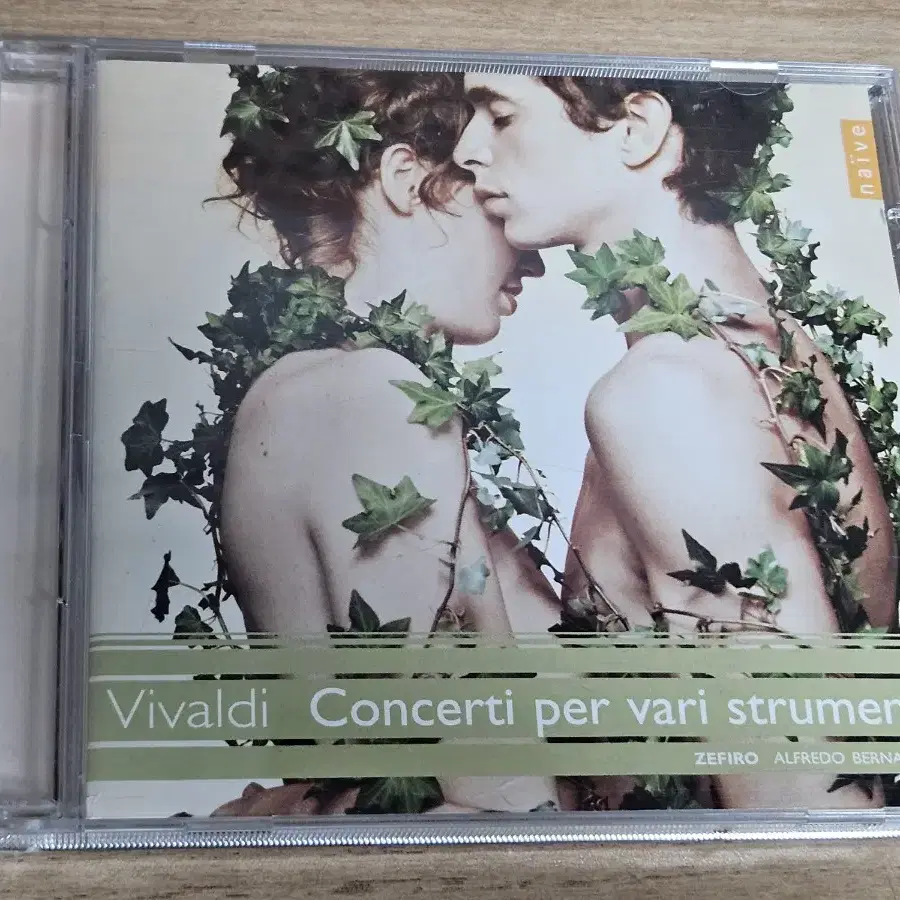 naïve
Vivaldi Concerti per vari strumen
ZEFIRO ALFREDO BERNA